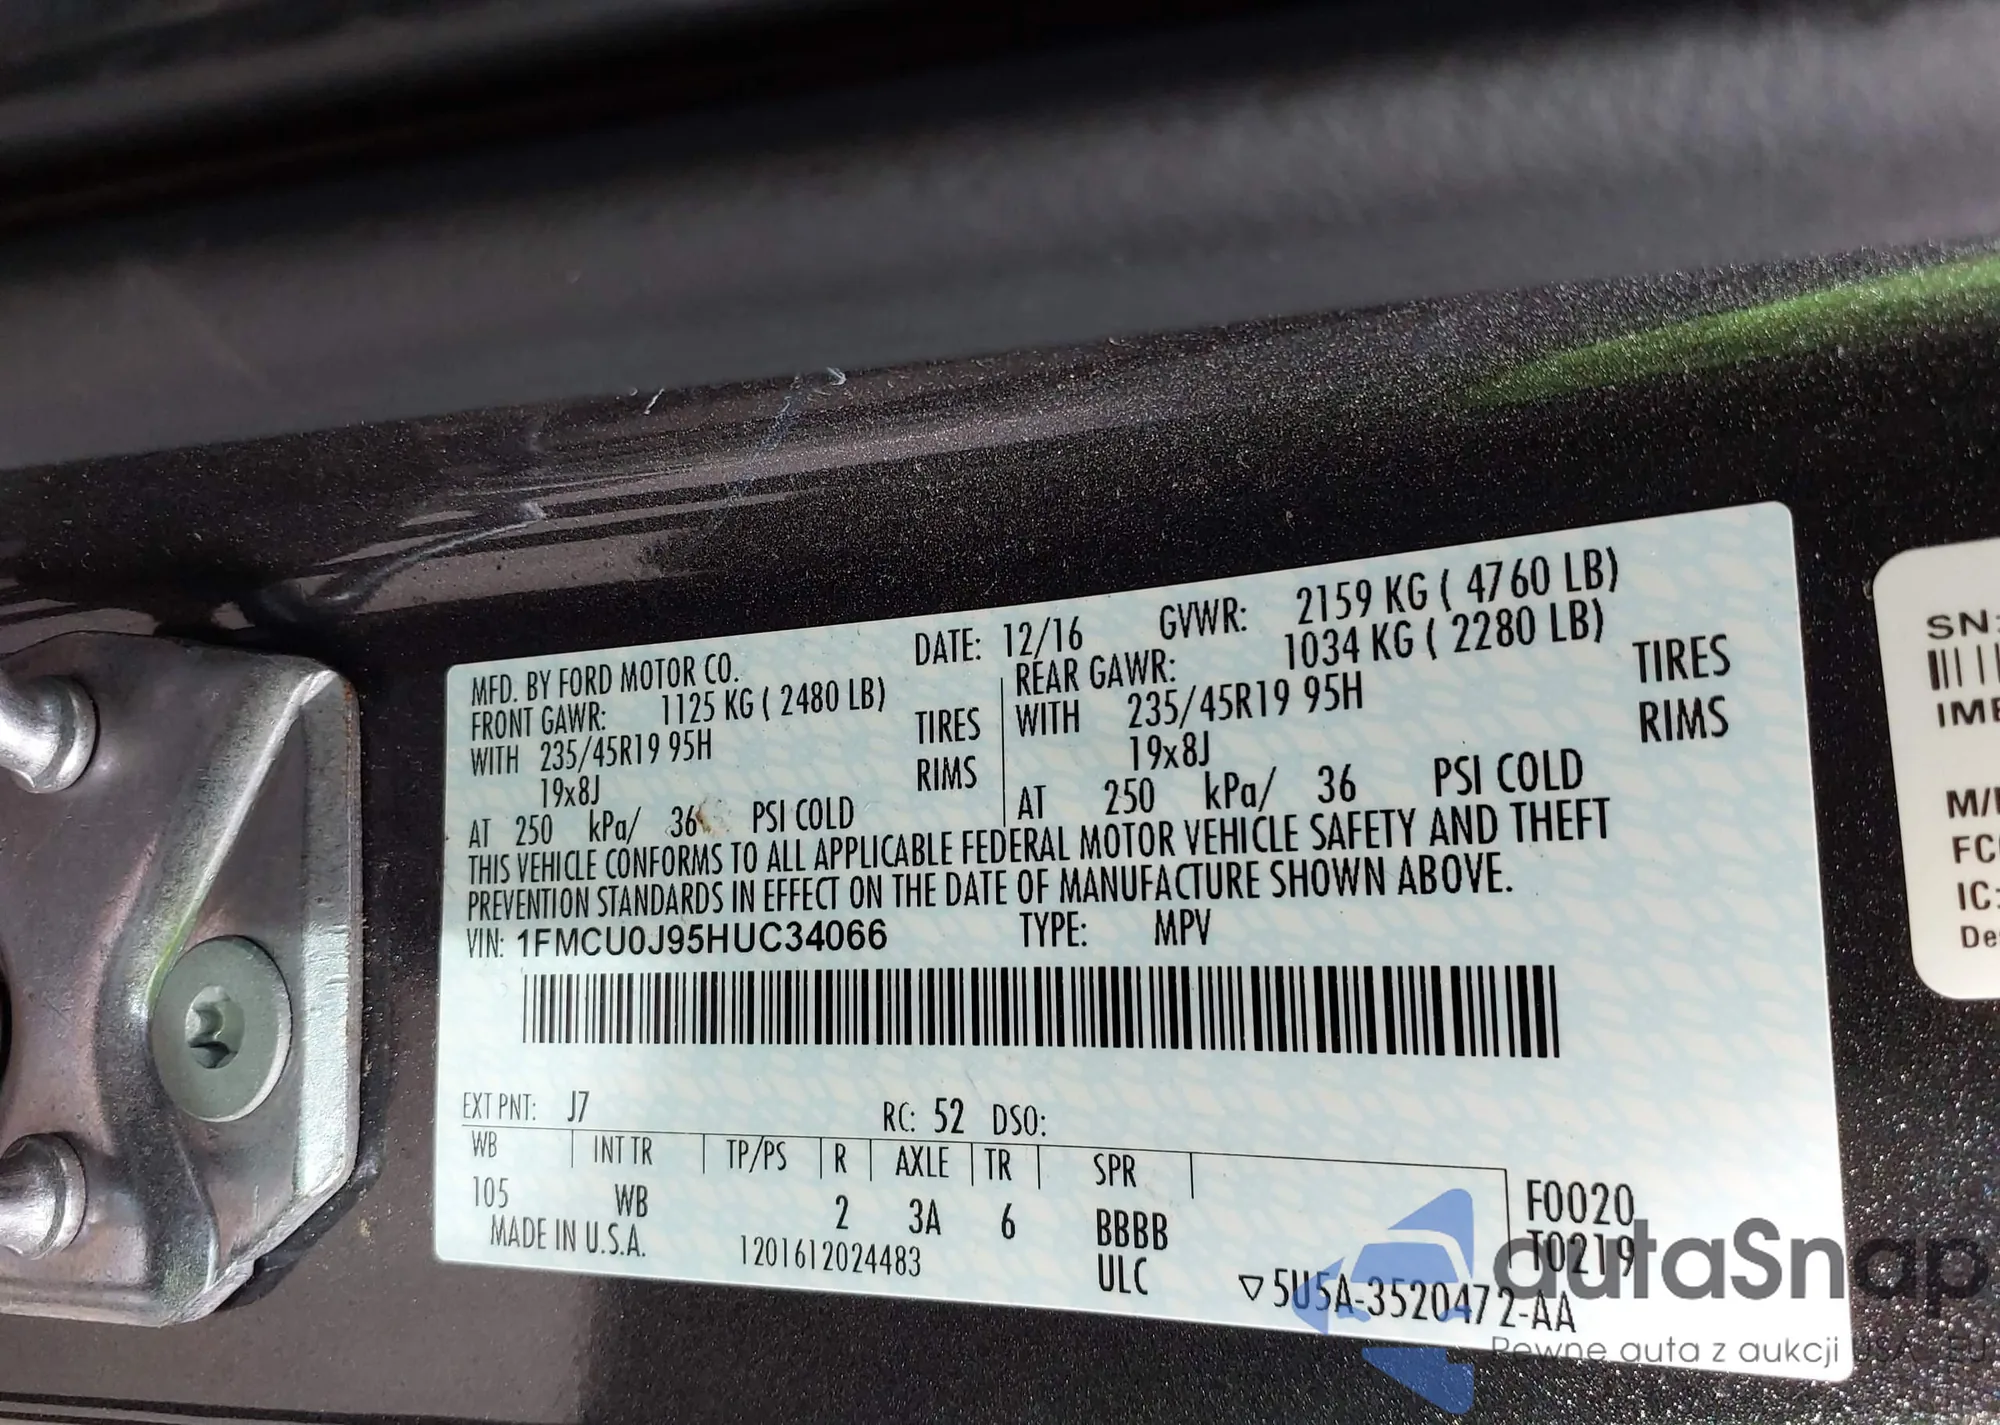 MFD. BY FORD MOTOR CO.
DATE: 12/16
GVWR: 2159 KG ( 4760 LB)
FRONT GAWR: 1125 KG ( 2480 LB)
REAR GAWR: 1034 KG ( 2280 LB)
WITH 235/45R19 95H TIRES
WITH 235/45R19 95H TIRES
19x8J RIMS
19x8J RIMS
AT 250 kPa/ 36 PSI COLD
AT 250 kPa/ 36 PSI COLD
THIS VEHICLE CONFORMS TO ALL APPLICABLE FEDERAL MOTOR VEHICLE SAFETY AND THEFT
PREVENTION STANDARDS IN EFFECT ON THE DATE OF MANUFACTURE SHOWN ABOVE.
VIN: 1FMCU0J95HUC34066 TYPE: MPV
EXT PNT: J7 RC: 52 DSO:
WB INT TR TP/PS R AXLE TR SPR
105 WB 2 3A 6 BBBB F0020
MADE IN U.S.A. 1201612024483 ULC T0219
5U5A-3520472-AA
SN:
M/
IC:
autaSnap
Pewne auta z aukcji USA